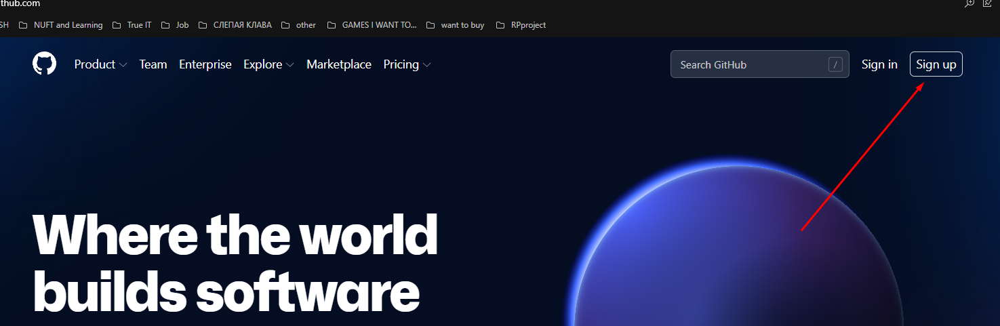 thub.com
SH NUFT and Learning True IT Job СЛЕПАЯ КЛАВА other GAMES I WANT TO... want to buy RPproject
Product Team Enterprise Explore Marketplace Pricing Search GitHub / Sign in Sign up
Where the world
builds software